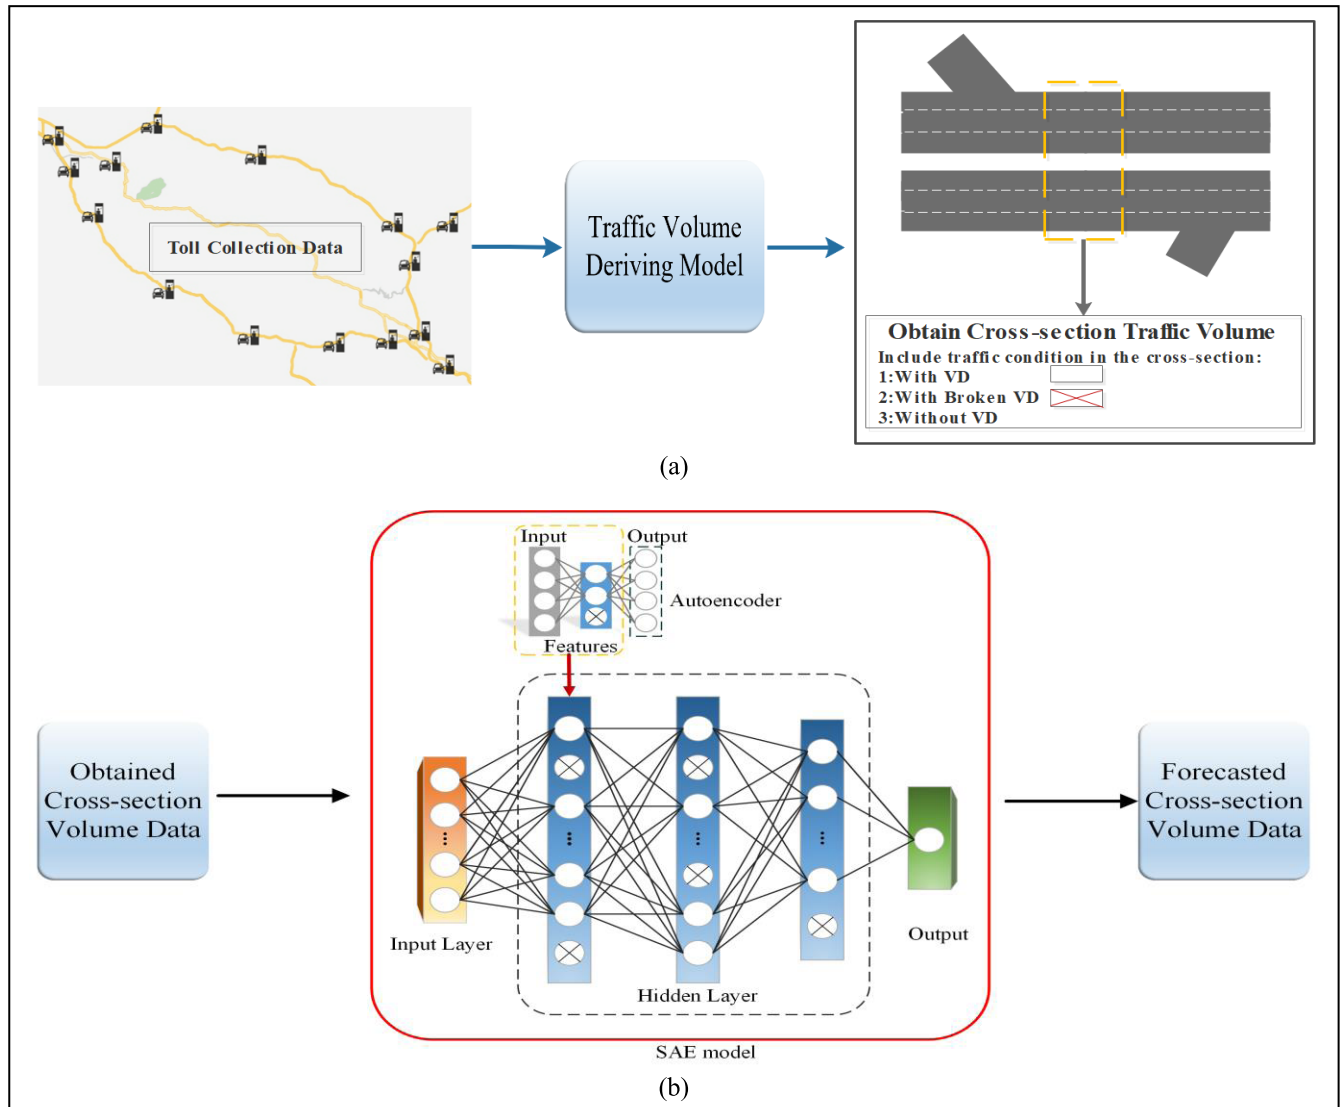 Toll Collection Data
Traffic Volume
Deriving Model
Obtain Cross-section Traffic Volume
Include traffic condition in the cross-section:
1:With VD
2:With Broken VD
3:Without VD
(a)
Input
Output
Autoencoder
Features
Obtained
Cross-section
Volume Data
...
...
...
...
Input Layer
Hidden Layer
Output
SAE model
Forecasted
Cross-section
Volume Data
(b)